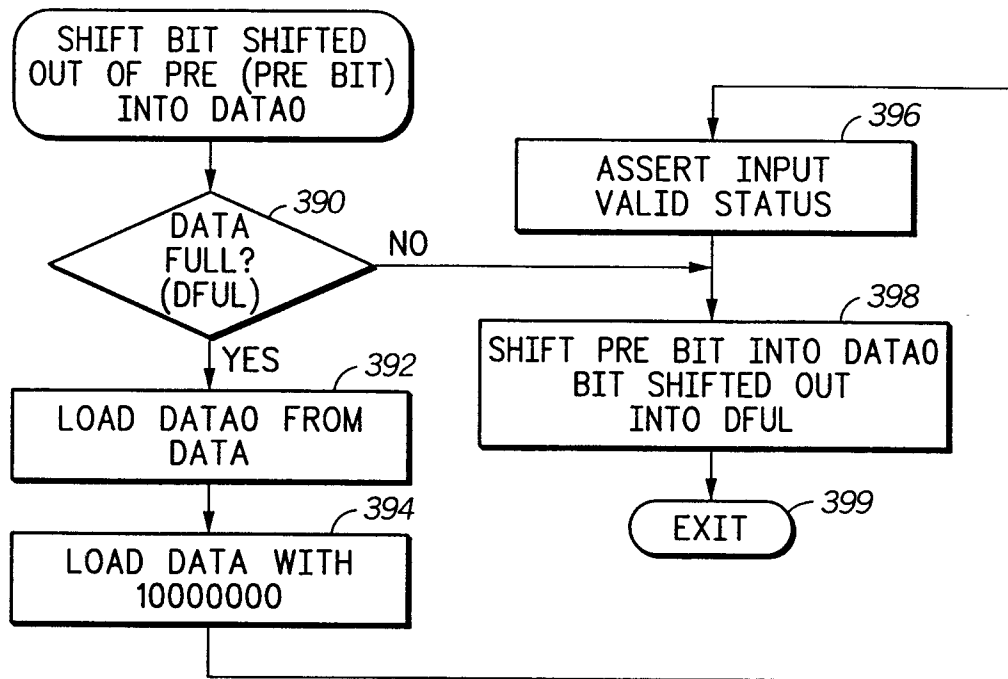 SHIFT BIT SHIFTED
OUT OF PRE (PRE BIT)
INTO DATA0
390
DATA
FULL?
(DFUL)
NO
YES
392
LOAD DATA0 FROM
DATA
394
LOAD DATA WITH
10000000
396
ASSERT INPUT
VALID STATUS
398
SHIFT PRE BIT INTO DATA0
BIT SHIFTED OUT
INTO DFUL
EXIT
399